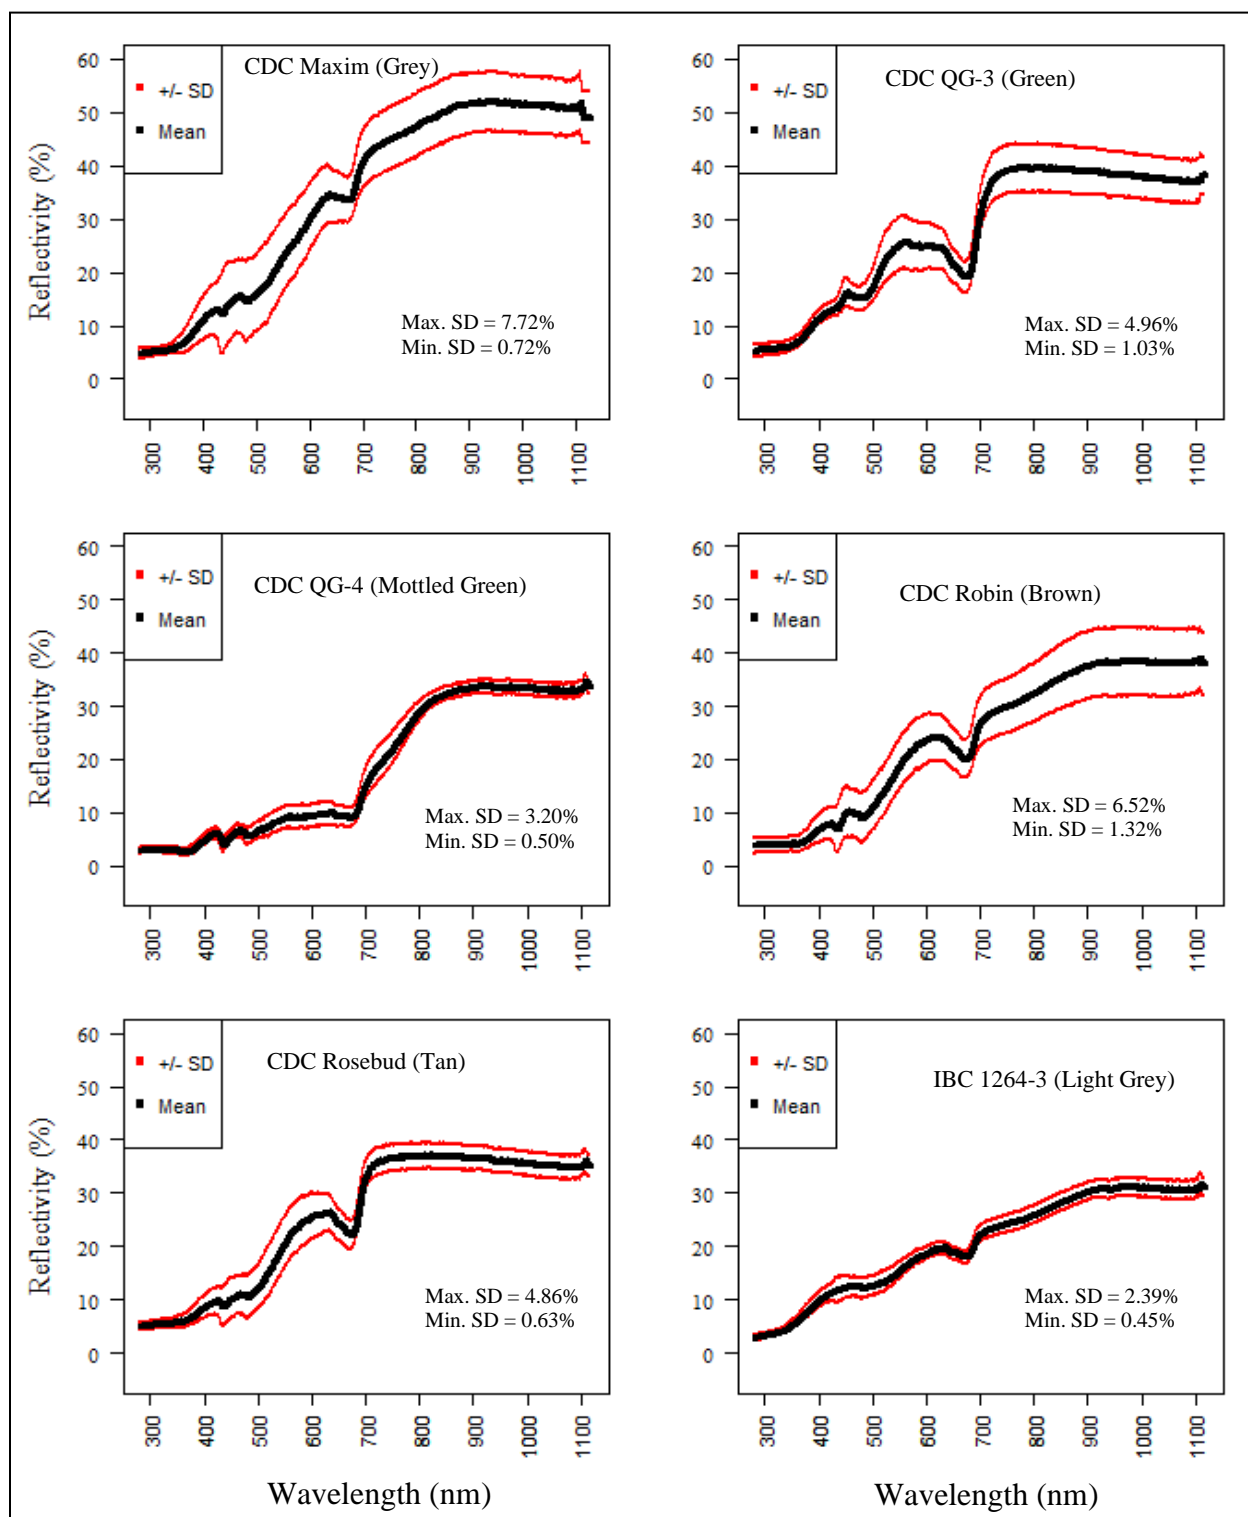 CDC Maxim (Grey)
+/- SD
Mean
Reflectivity (%)
60
50
40
30
20
10
0
Max. SD = 7.72%
Min. SD = 0.72%
300 400 500 600 700 800 900 1000 1100
CDC QG-3 (Green)
+/- SD
Mean
60
50
40
30
20
10
0
Max. SD = 4.96%
Min. SD = 1.03%
300 400 500 600 700 800 900 1000 1100
CDC QG-4 (Mottled Green)
+/- SD
Mean
Reflectivity (%)
60
50
40
30
20
10
0
Max. SD = 3.20%
Min. SD = 0.50%
300 400 500 600 700 800 900 1000 1100
CDC Robin (Brown)
+/- SD
Mean
60
50
40
30
20
10
0
Max. SD = 6.52%
Min. SD = 1.32%
300 400 500 600 700 800 900 1000 1100
CDC Rosebud (Tan)
+/- SD
Mean
Reflectivity (%)
60
50
40
30
20
10
0
Max. SD = 4.86%
Min. SD = 0.63%
300 400 500 600 700 800 900 1000 1100
Wavelength (nm)
IBC 1264-3 (Light Grey)
+/- SD
Mean
60
50
40
30
20
10
0
Max. SD = 2.39%
Min. SD = 0.45%
300 400 500 600 700 800 900 1000 1100
Wavelength (nm)